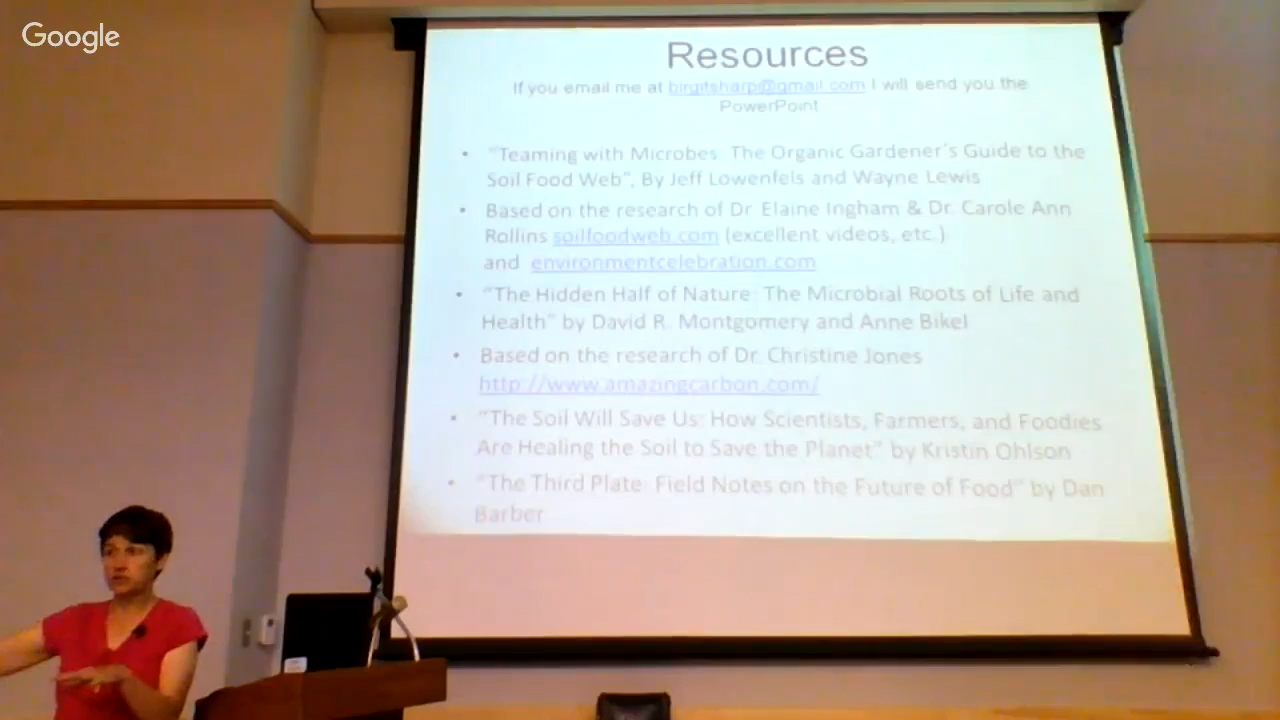 Google
Resources
If you email me at birgitsharp@gmail.com I will send you the
PowerPoint
• "Teaming with Microbes: The Organic Gardener's Guide to the
Soil Food Web", By Jeff Lowenfels and Wayne Lewis
• Based on the research of Dr. Elaine Ingham & Dr. Carole Ann
Rollins soilfoodweb.com (excellent videos, etc.)
and environmentcelebration.com
• "The Hidden Half of Nature: The Microbial Roots of Life and
Health" by David R. Montgomery and Anne Bikel
• Based on the research of Dr. Christine Jones
http://www.amazingcarbon.com/
• "The Soil Will Save Us: How Scientists, Farmers, and Foodies
Are Healing the Soil to Save the Planet" by Kristin Ohlson
• "The Third Plate: Field Notes on the Future of Food" by Dan
Barber